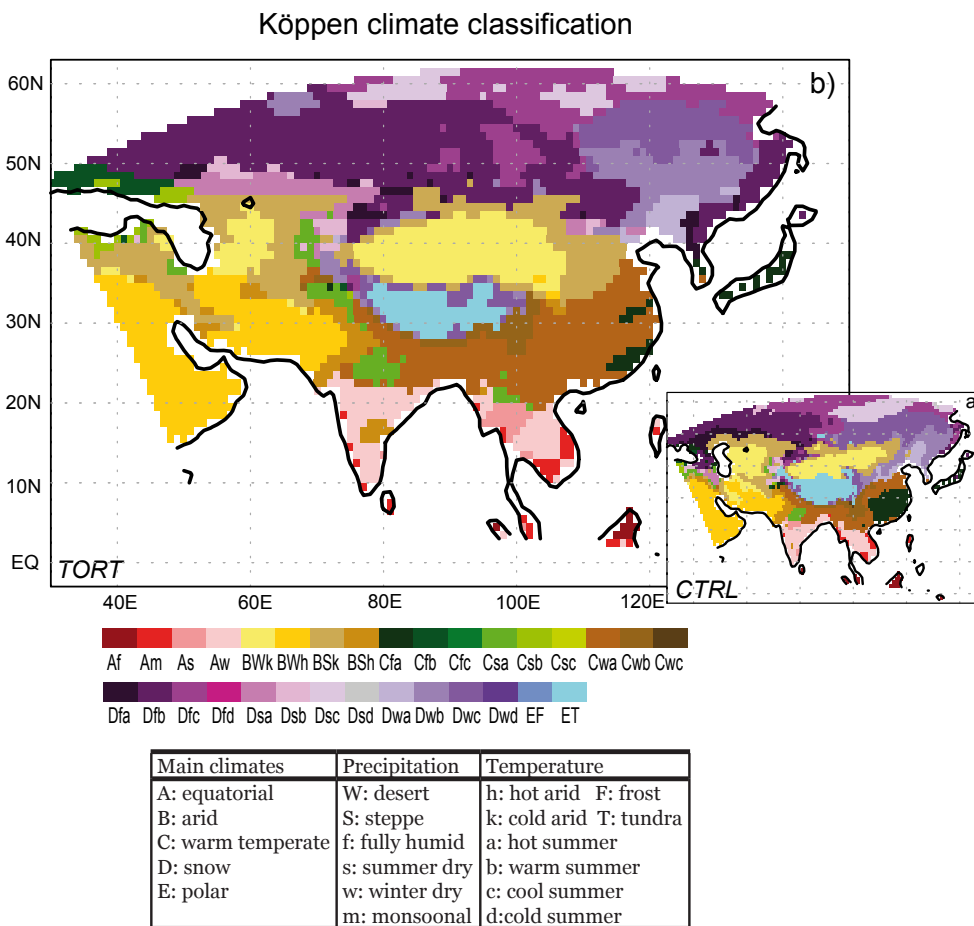 Köppen climate classification
60N
b)
50N
40N
30N
20N
a
10N
EQ
TORT
CTRL
40E 60E 80E 100E 120E
Af Am As Aw BWk BWh BSk BSh Cfa Cfb Cfc Csa Csb Csc Cwa Cwb Cwc
Dfa Dfb Dfc Dfd Dsa Dsb Dsc Dsd Dwa Dwb Dwc Dwd EF ET
Main climates Precipitation Temperature
A: equatorial W: desert h: hot arid F: frost
B: arid S: steppe k: cold arid T: tundra
C: warm temperate f: fully humid a: hot summer
D: snow s: summer dry b: warm summer
E: polar w: winter dry c: cool summer
m: monsoonal d:cold summer